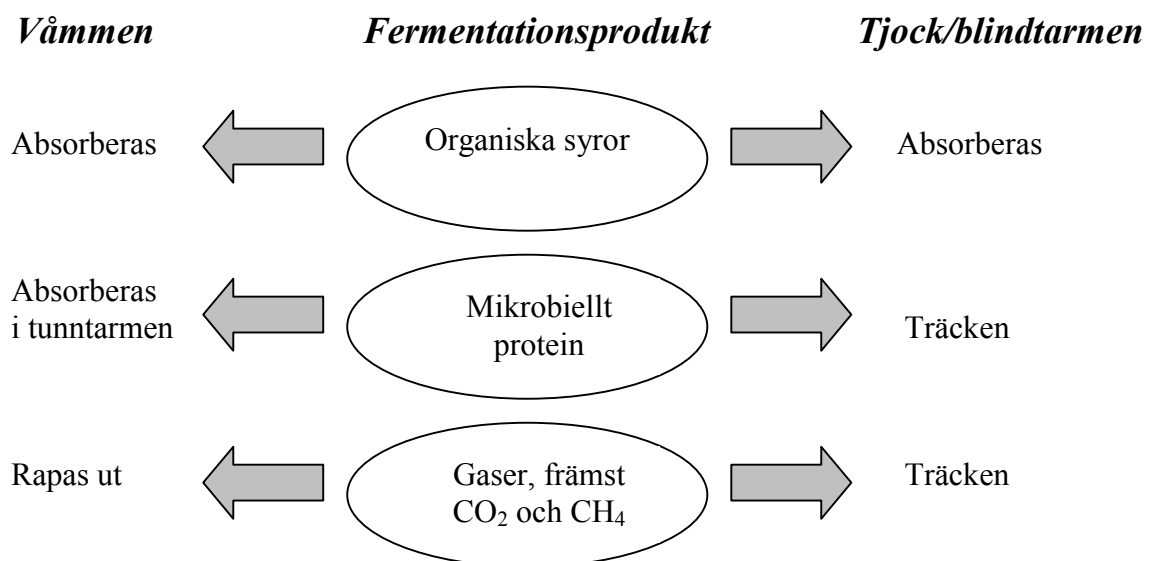 Våmmen Fermentationsprodukt Tjock/blindtarmen
Absorberas Organiska syror Absorberas
Absorberas
i tunntarmen
Mikrobiellt
protein
Träcken
Rapas ut
Gaser, främst
CO₂ och CH₄
Träcken